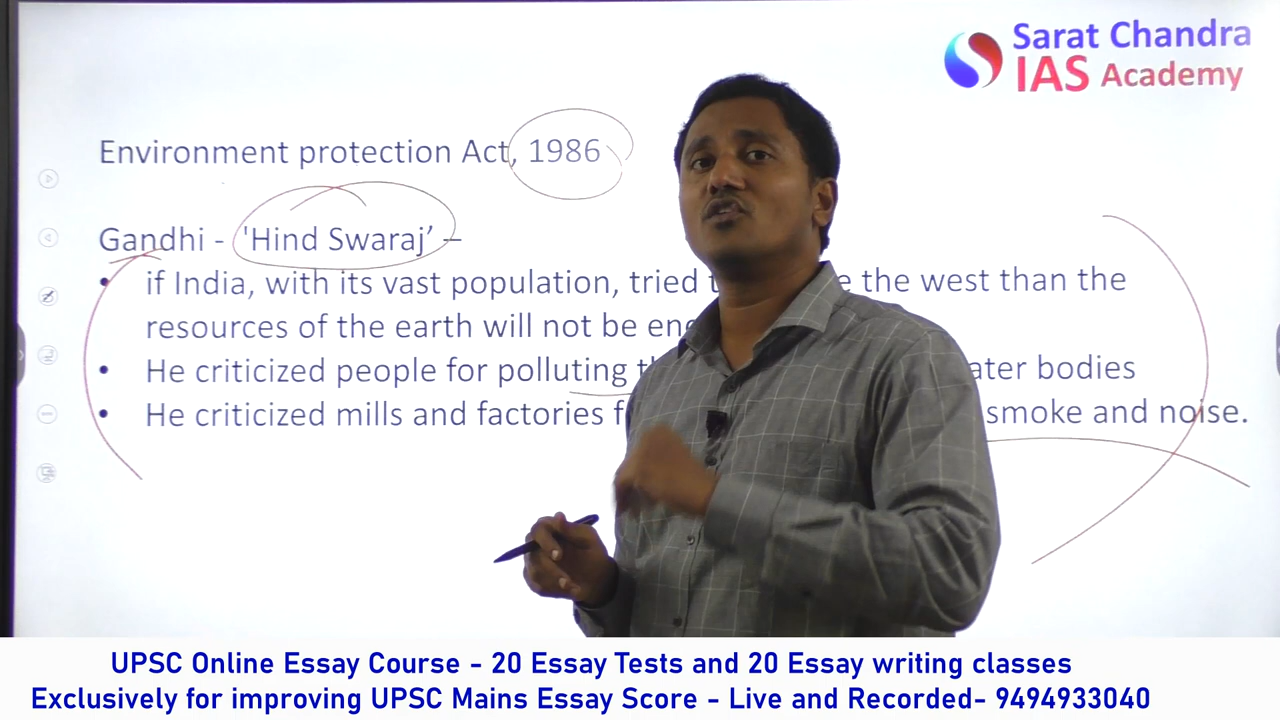 Sarat Chandra
IAS Academy
Environment protection Act, 1986
Gandhi - 'Hind Swaraj' –
• if India, with its vast population, tried the west than the
resources of the earth will not be
• He criticized people for polluting bodies
• He criticized mills and factories smoke and noise.
UPSC Online Essay Course - 20 Essay Tests and 20 Essay writing classes
Exclusively for improving UPSC Mains Essay Score - Live and Recorded- 9494933040